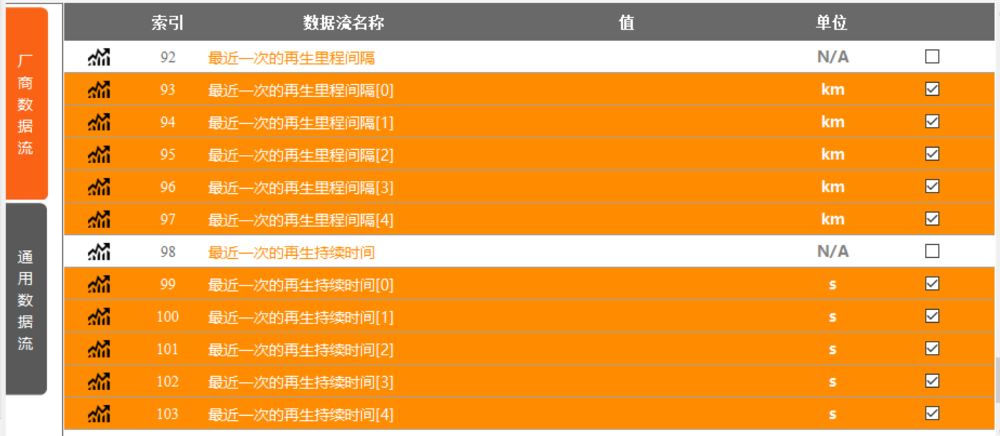 厂商数据流
通用数据流
索引 数据流名称 值 单位
92 最近一次的再生里程间隔 N/A
93 最近一次的再生里程间隔[0] km
94 最近一次的再生里程间隔[1] km
95 最近一次的再生里程间隔[2] km
96 最近一次的再生里程间隔[3] km
97 最近一次的再生里程间隔[4] km
98 最近一次的再生持续时间 N/A
99 最近一次的再生持续时间[0] s
100 最近一次的再生持续时间[1] s
101 最近一次的再生持续时间[2] s
102 最近一次的再生持续时间[3] s
103 最近一次的再生持续时间[4] s